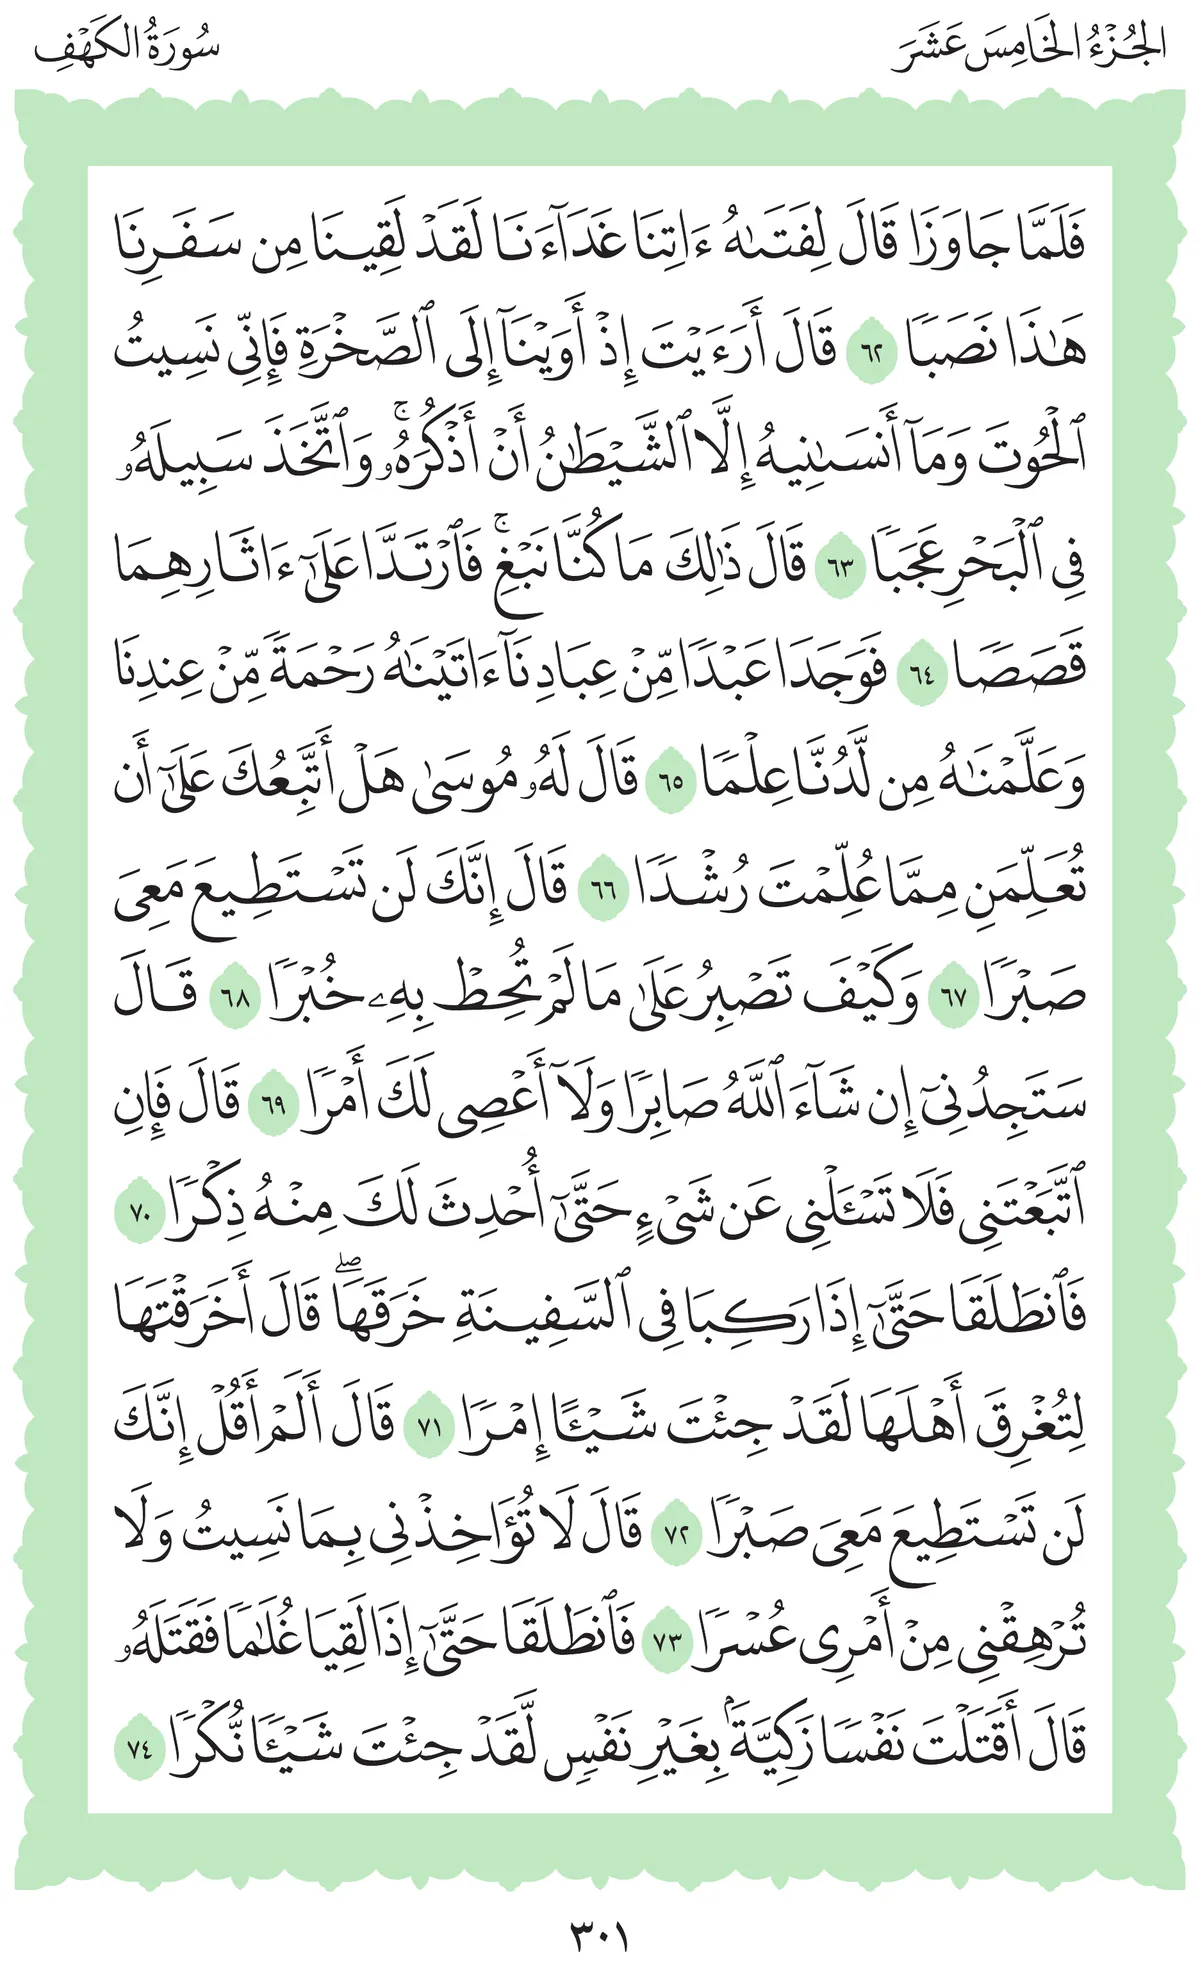 الجُزْءُ الخَامِسَ عَشَرَ
سُورَةُ الكَهْفِ
فَلَمَّا جَاوَزَا قَالَ لِفَتَىٰهُ ءَاتِنَا غَدَآءَنَا لَقَدْ لَقِينَا مِن سَفَرِنَا
هَٰذَا نَصَبًا ٦٢ قَالَ أَرَءَيْتَ إِذْ أَوَيْنَآ إِلَى ٱلصَّخْرَةِ فَإِنِّي نَسِيتُ
ٱلْحُوتَ وَمَآ أَنسَىٰنِيهُ إِلَّا ٱلشَّيْطَٰنُ أَنْ أَذْكُرَهُۥۚ وَٱتَّخَذَ سَبِيلَهُۥ
فِي ٱلْبَحْرِ عَجَبًا ٦٣ قَالَ ذَٰلِكَ مَا كُنَّا نَبْغِۚ فَٱرْتَدَّا عَلَىٰٓ ءَاثَارِهِمَا
قَصَصًا ٦٤ فَوَجَدَا عَبْدًا مِّنْ عِبَادِنَآ ءَاتَيْنَٰهُ رَحْمَةً مِّنْ عِندِنَا
وَعَلَّمْنَٰهُ مِن لَّدُنَّا عِلْمًا ٦٥ قَالَ لَهُۥ مُوسَىٰ هَلْ أَتَّبِعُكَ عَلَىٰٓ أَن
تُعَلِّمَنِ مِمَّا عُلِّمْتَ رُشْدًا ٦٦ قَالَ إِنَّكَ لَن تَسْتَطِيعَ مَعِيَ
صَبْرًا ٦٧ وَكَيْفَ تَصْبِرُ عَلَىٰ مَا لَمْ تُحِطْ بِهِۦ خُبْرًا ٦٨ قَالَ
سَتَجِدُنِيٓ إِن شَآءَ ٱللَّهُ صَابِرًا وَلَآ أَعْصِي لَكَ أَمْرًا ٦٩ قَالَ فَإِنِ
ٱتَّبَعْتَنِي فَلَا تَسْـَٔلْنِي عَن شَيْءٍ حَتَّىٰٓ أُحْدِثَ لَكَ مِنْهُ ذِكْرًا ٧٠
فَٱنطَلَقَا حَتَّىٰٓ إِذَا رَكِبَا فِي ٱلسَّفِينَةِ خَرَقَهَاۖ قَالَ أَخَرَقْتَهَا
لِتُغْرِقَ أَهْلَهَا لَقَدْ جِئْتَ شَيْـًٔا إِمْرًا ٧١ قَالَ أَلَمْ أَقُلْ إِنَّكَ
لَن تَسْتَطِيعَ مَعِيَ صَبْرًا ٧٢ قَالَ لَا تُؤَاخِذْنِي بِمَا نَسِيتُ وَلَا
تُرْهِقْنِي مِنْ أَمْرِي عُسْرًا ٧٣ فَٱنطَلَقَا حَتَّىٰٓ إِذَا لَقِيَا غُلَٰمًا فَقَتَلَهُۥ
قَالَ أَقَتَلْتَ نَفْسًا زَكِيَّةًۢ بِغَيْرِ نَفْسٍ لَّقَدْ جِئْتَ شَيْـًٔا نُّكْرًا ٧٤
٣٠١